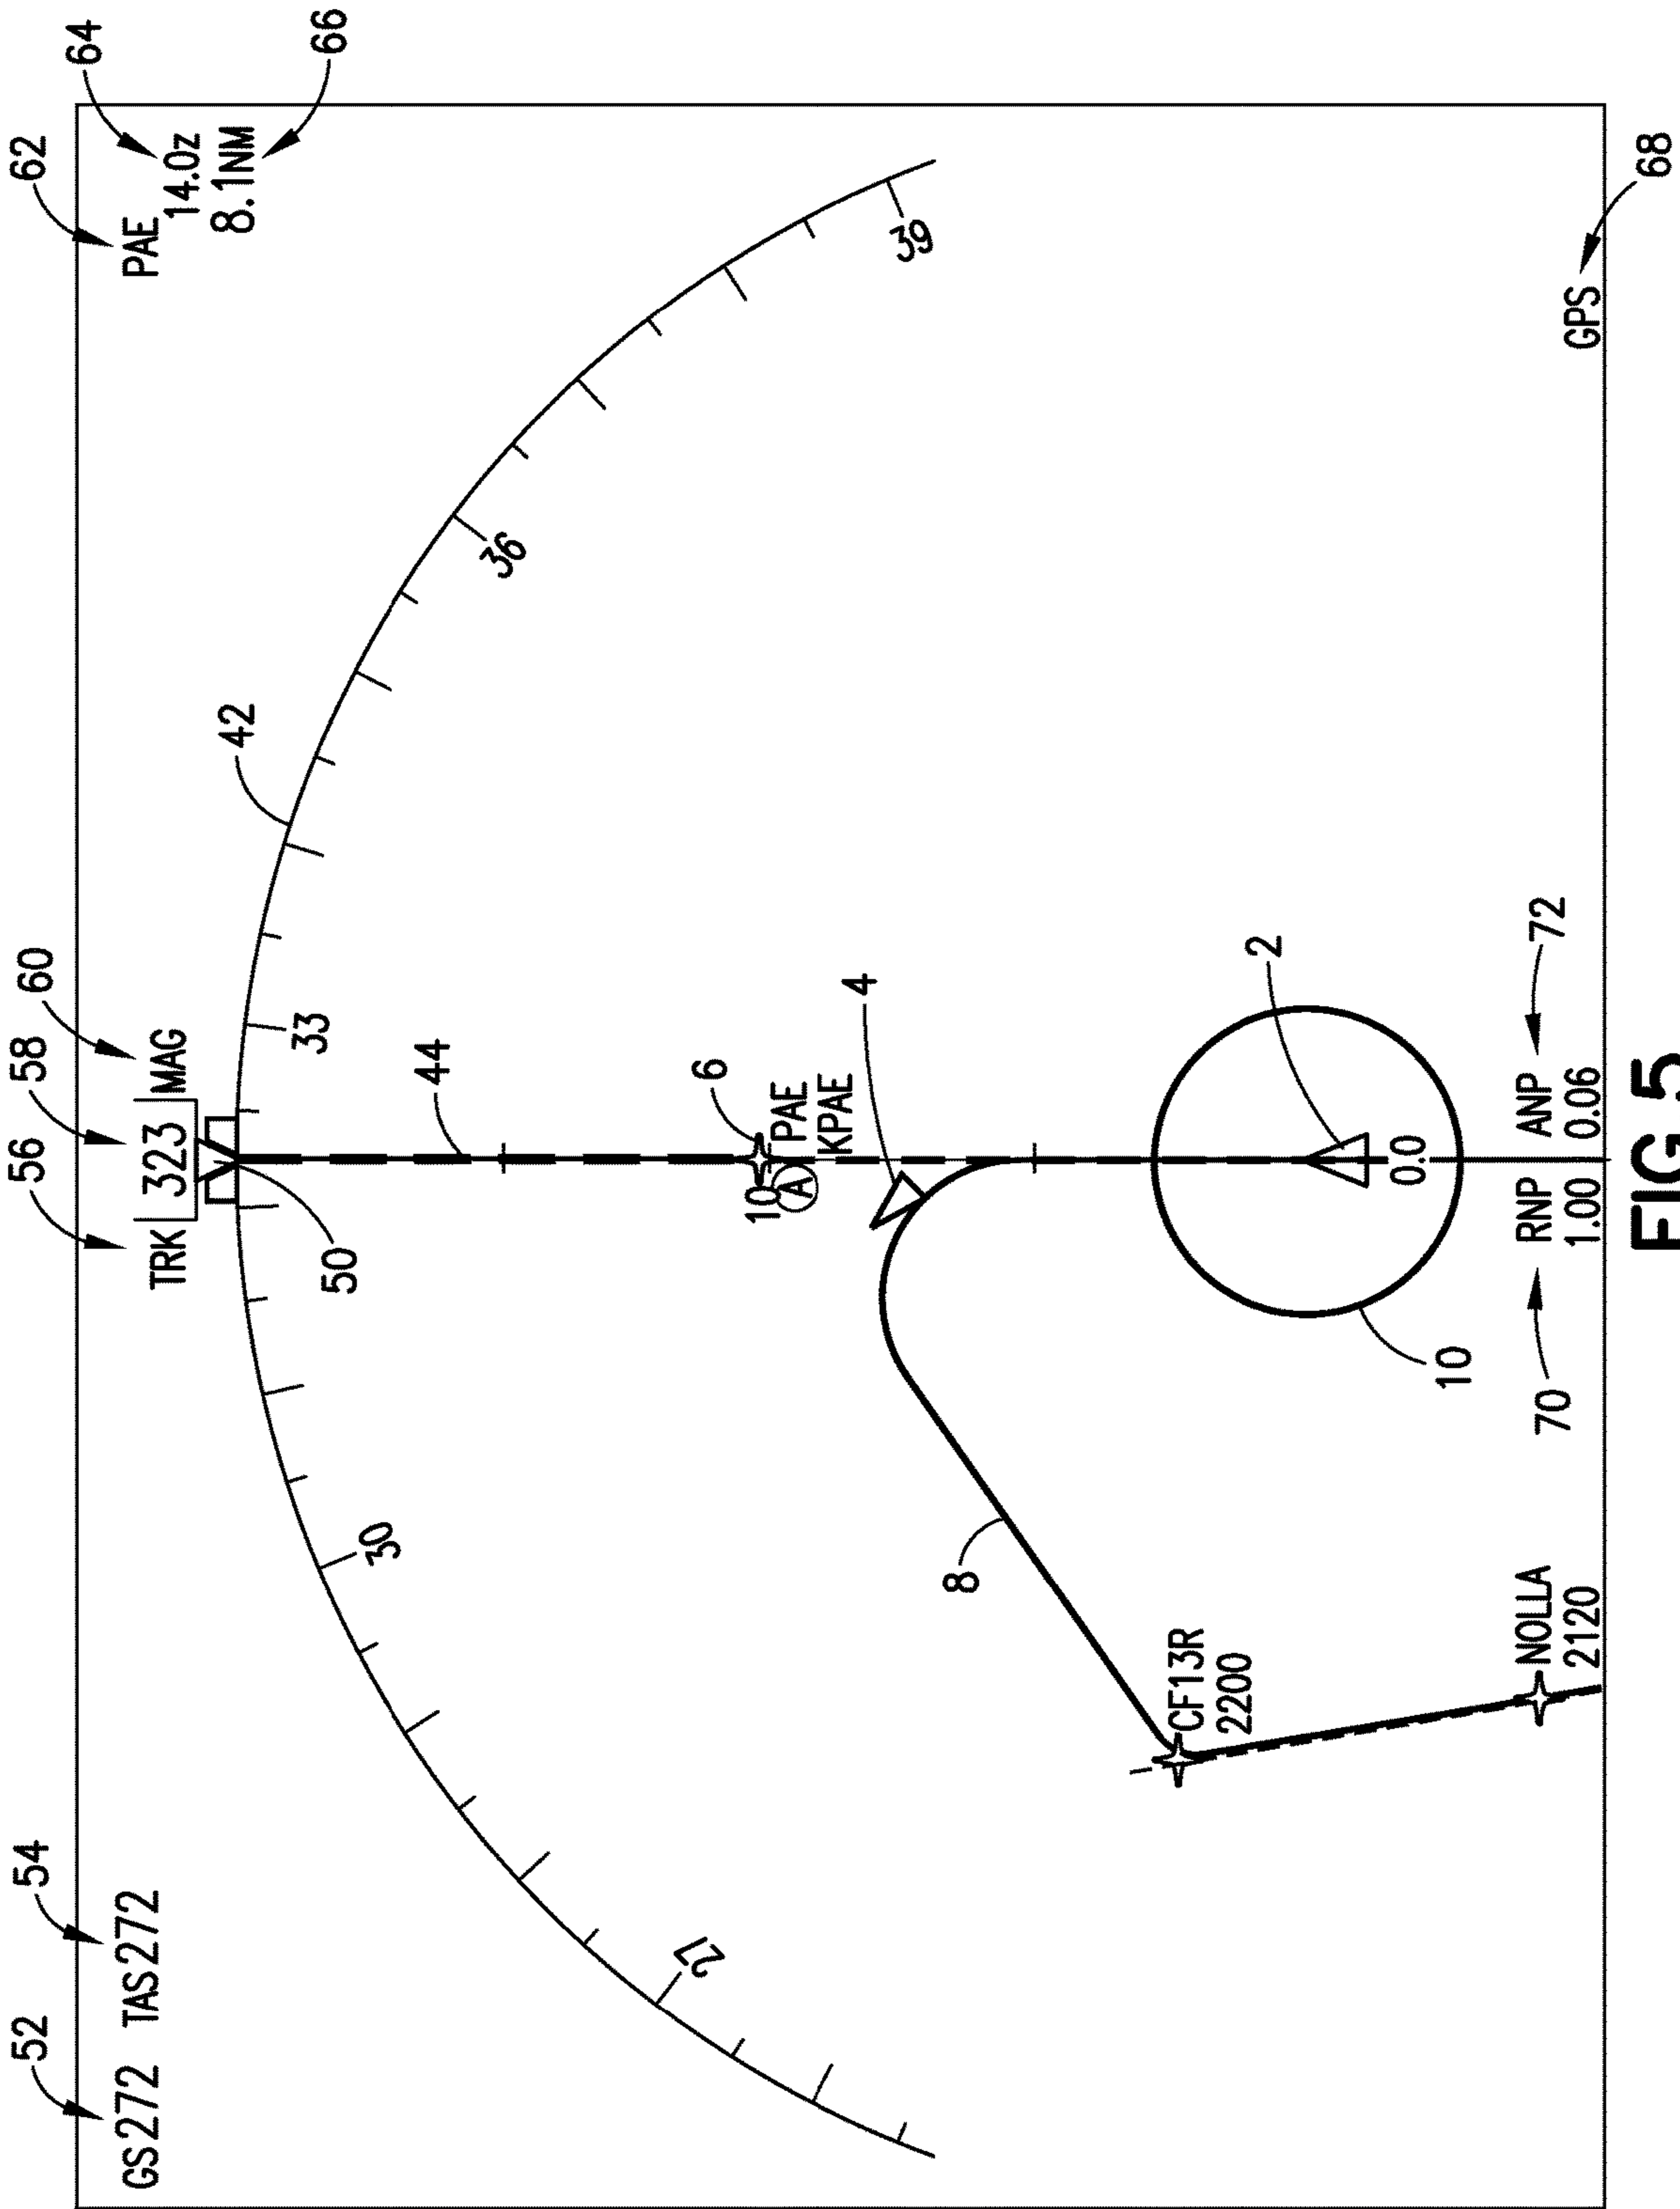 52
54
56
58
60
62
64
66
GS272 TAS272
TRK 323 MAG
PAE
14.0z
8.1NM
50
33
42
44
30
36
27
39
6
10
A
PAE
KPAE
4
8
CF13R
2200
2
0.0
10
NOLLA
2120
70
RNP
1.00
ANP
0.06
72
GPS
68
FIG 5